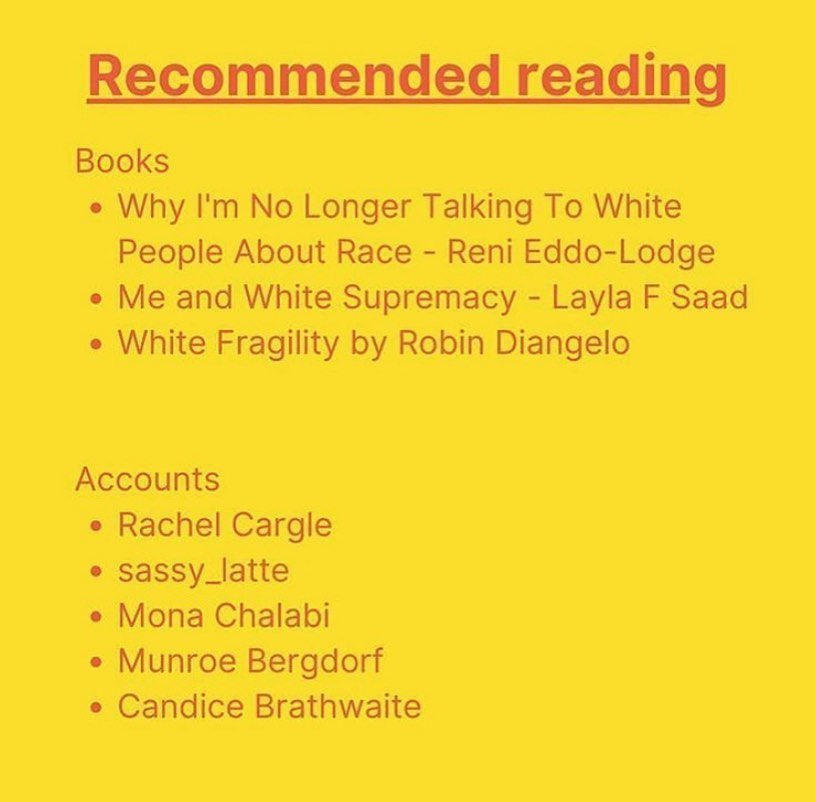 Recommended reading
Books
• Why I'm No Longer Talking To White
People About Race - Reni Eddo-Lodge
• Me and White Supremacy - Layla F Saad
• White Fragility by Robin Diangelo
Accounts
• Rachel Cargle
• sassy_latte
• Mona Chalabi
• Munroe Bergdorf
• Candice Brathwaite